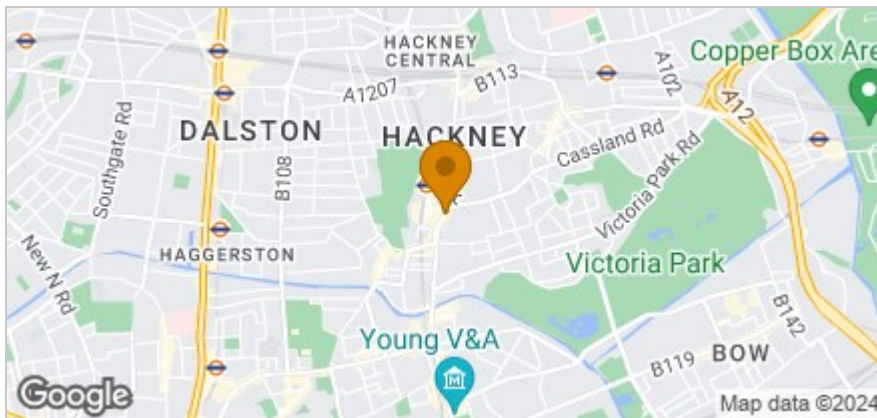 HACKNEY
CENTRAL
B113
A102
Copper Box Are
A12
A1207
Southgate Rd
DALSTON
HACKNEY
Cassland Rd
B108
Victoria Park Rd
New N Rd
HAGGERSTON
Victoria Park
B142
Young V&A
B119
BOW
Google
Map data ©2024